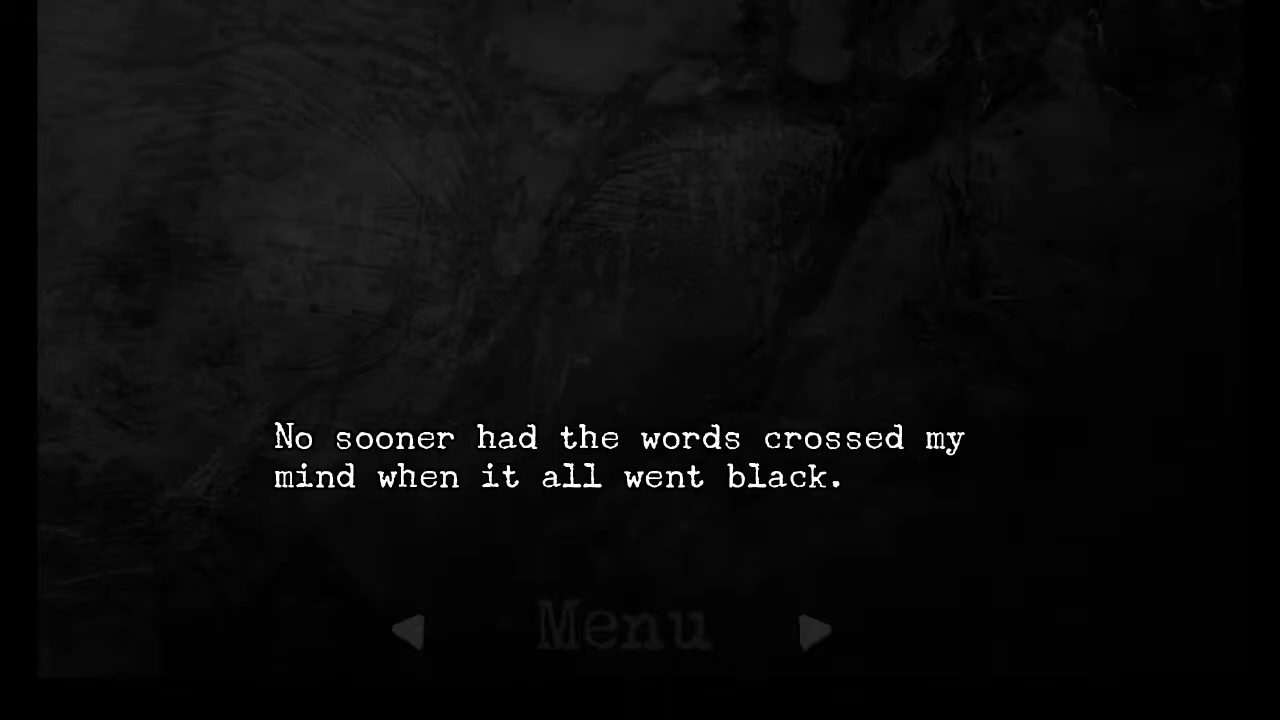 No sooner had the words crossed my
mind when it all went black.
Menu